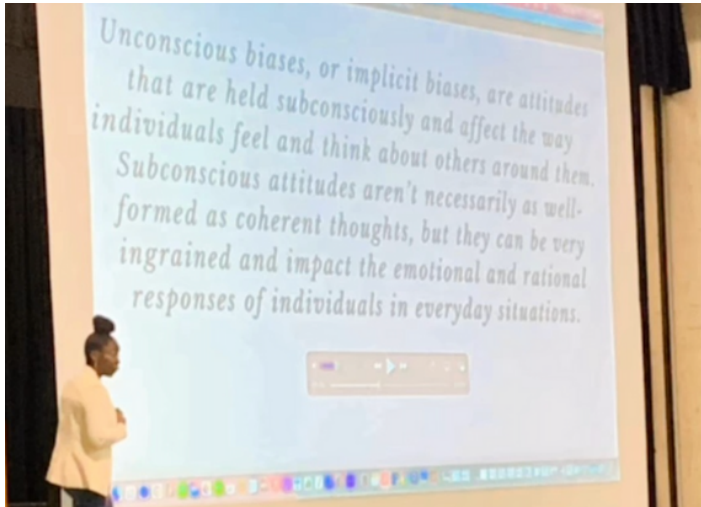 Unconscious biases, or implicit biases, are attitudes
that are held subconsciously and affect the way
individuals feel and think about others around them.
Subconscious attitudes aren't necessarily as well-
formed as coherent thoughts, but they can be very
ingrained and impact the emotional and rational
responses of individuals in everyday situations.